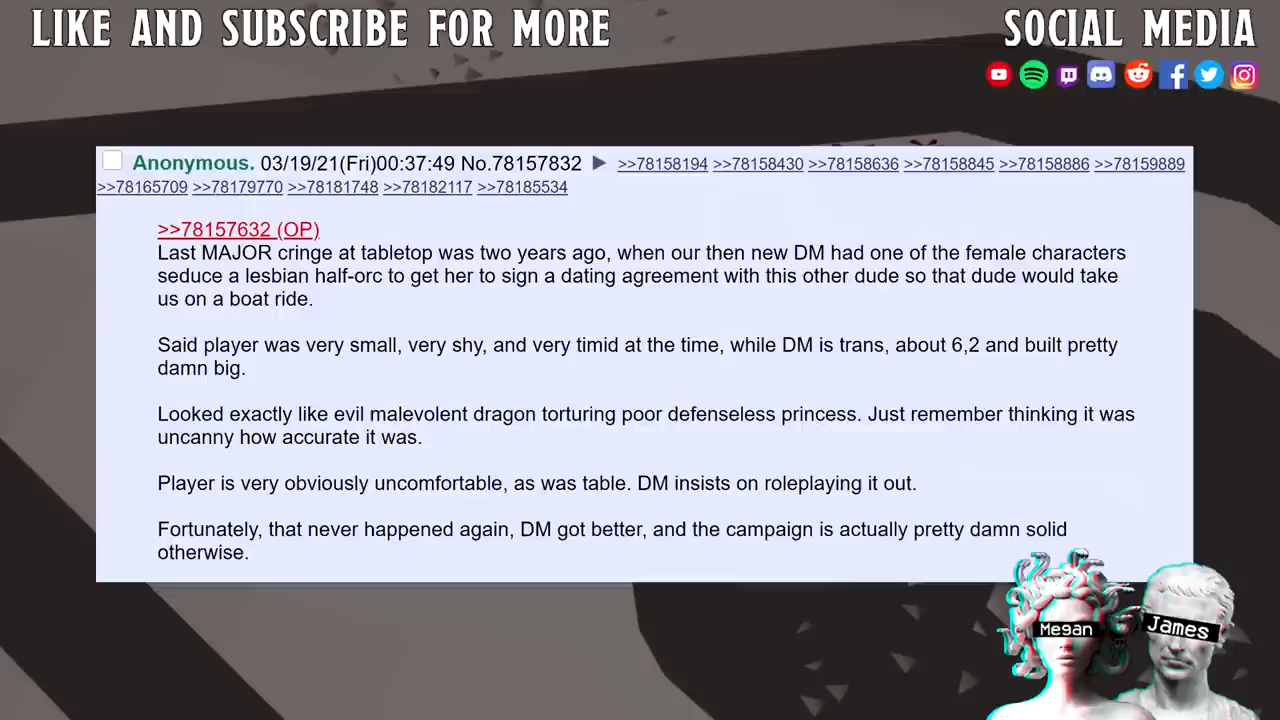 LIKE AND SUBSCRIBE FOR MORE
SOCIAL MEDIA
Anonymous. 03/19/21(Fri)00:37:49 No.78157832 ▶ >>78158194 >>78158430 >>78158636 >>78158845 >>78158886 >>78159889
>>78165709 >>78179770 >>78181748 >>78182117 >>78185534
>>78157632 (OP)
Last MAJOR cringe at tabletop was two years ago, when our then new DM had one of the female characters
seduce a lesbian half-orc to get her to sign a dating agreement with this other dude so that dude would take
us on a boat ride.
Said player was very small, very shy, and very timid at the time, while DM is trans, about 6,2 and built pretty
damn big.
Looked exactly like evil malevolent dragon torturing poor defenseless princess. Just remember thinking it was
uncanny how accurate it was.
Player is very obviously uncomfortable, as was table. DM insists on roleplaying it out.
Fortunately, that never happened again, DM got better, and the campaign is actually pretty damn solid
otherwise.
Megan
James